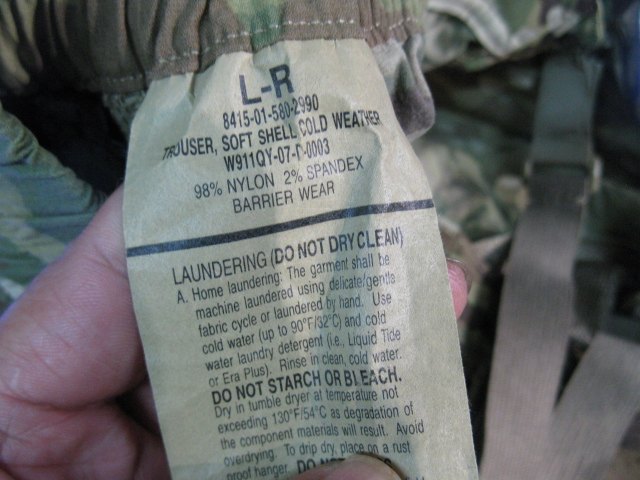 L-R
8415-01-580-2990
TROUSER, SOFT SHELL COLD WEATHER
W911QY-07-D-0003
98% NYLON 2% SPANDEX
BARRIER WEAR
LAUNDERING (DO NOT DRY CLEAN)
A. Home laundering: The garment shall be
machine laundered using delicate/gentle
fabric cycle or laundered by hand. Use
cold water (up to 90°F/32°C) and cold
water laundry detergent (i.e., Liquid Tide
or Era Plus). Rinse in clean, cold water.
DO NOT STARCH OR BLEACH.
Dry in tumble dryer at temperature not
exceeding 130°F/54°C as degradation of
the component materials will result. Avoid
overdrying. To drip dry, place on a rust
proof hanger. DO NOT